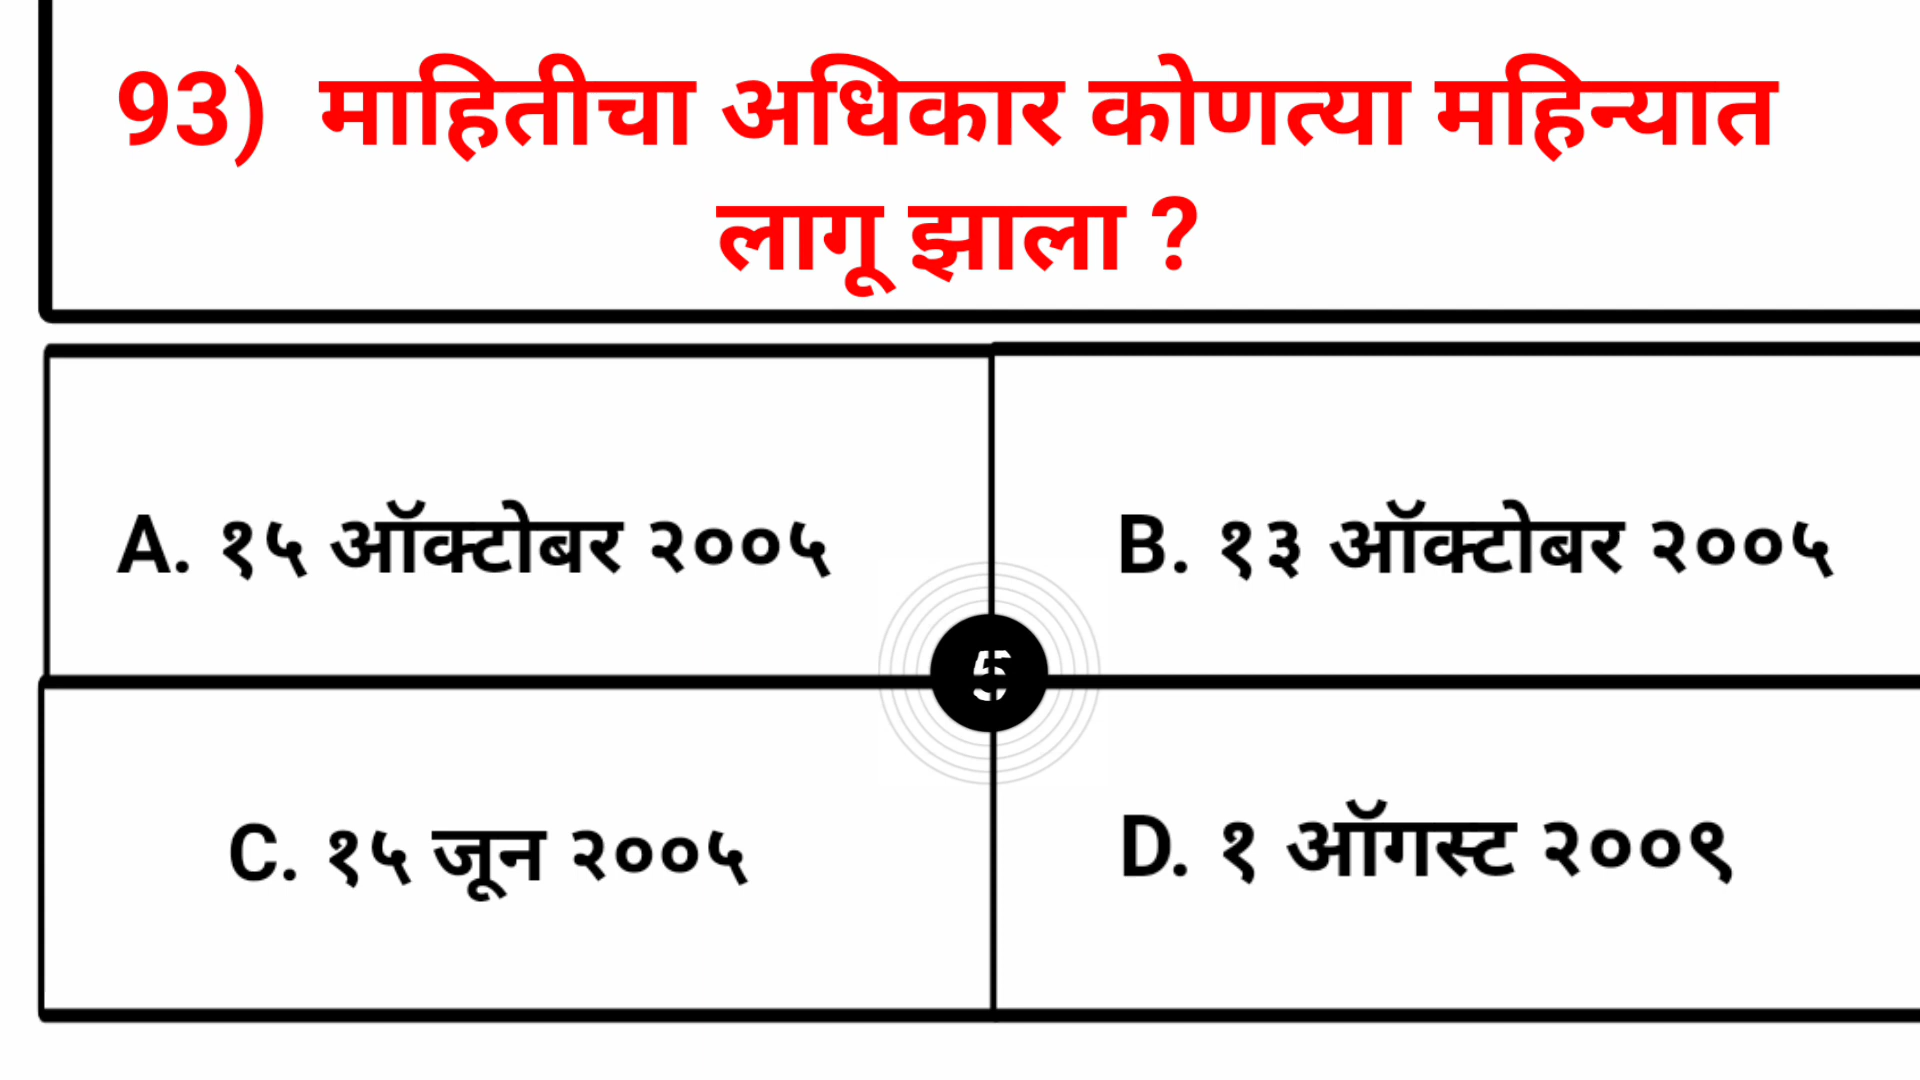 93) माहितीचा अधिकार कोणत्या महिन्यात
लागू झाला ?
A. १५ ऑक्टोबर २००५
B. १३ ऑक्टोबर २००५
5
C. १५ जून २००५
D. १ ऑगस्ट २००९